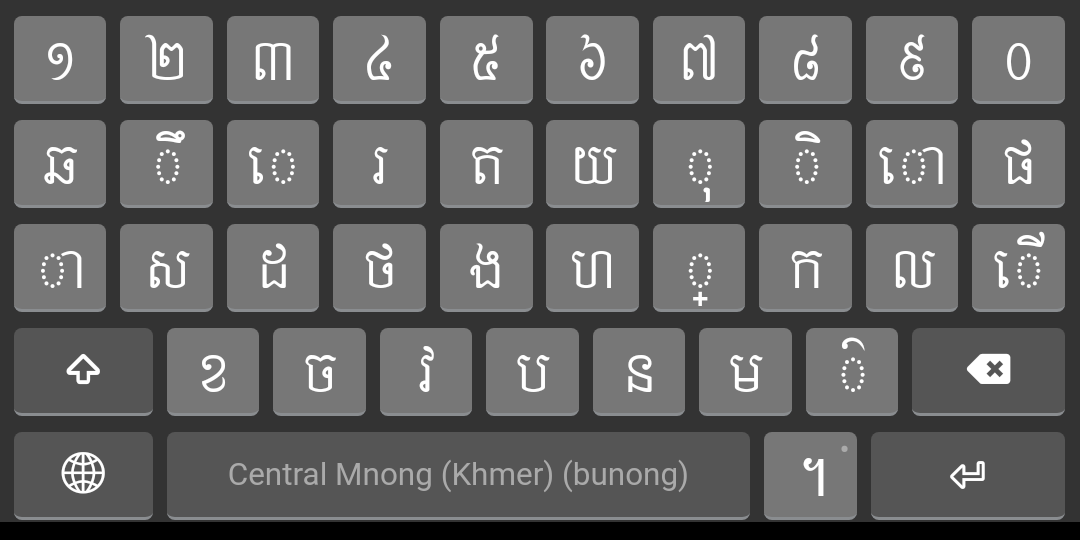 ១ ២ ៣ ៤ ៥ ៦ ៧ ៨ ៩ ០
ឆ ◌ឹ ◌េ រ ត យ ◌ុ ◌ិ ◌ោ ផ
◌ា ស ដ ថ ង ហ ◌្ ក ល ◌ើ
ខ ច វ ប ន ម ◌៑
Central Mnong (Khmer) (bunong)
ៗ